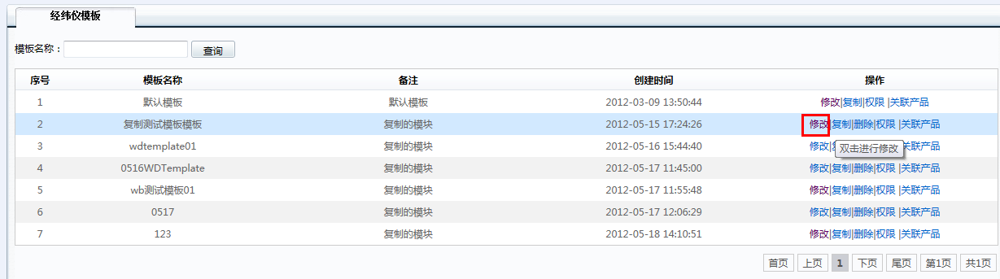 经纬仪模板
模板名称： 查询
序号 模板名称 备注 创建时间 操作
1 默认模板 默认模板 2012-03-09 13:50:44 修改|复制|权限 |关联产品
2 复制测试模板模板 复制的模块 2012-05-15 17:24:26 修改|复制|删除|权限 |关联产品
3 wdtemplate01 复制的模块 2012-05-16 15:44:40 修改 关联产品
双击进行修改
4 0516WDTemplate 复制的模块 2012-05-17 11:45:00 修改|复制|删除|权限 |关联产品
5 wb测试模板01 复制的模块 2012-05-17 11:55:48 修改|复制|删除|权限 |关联产品
6 0517 复制的模块 2012-05-17 12:06:29 修改|复制|删除|权限 |关联产品
7 123 复制的模块 2012-05-18 14:10:51 修改|复制|删除|权限 |关联产品
首页 上页 1 下页 尾页 第1页 共1页